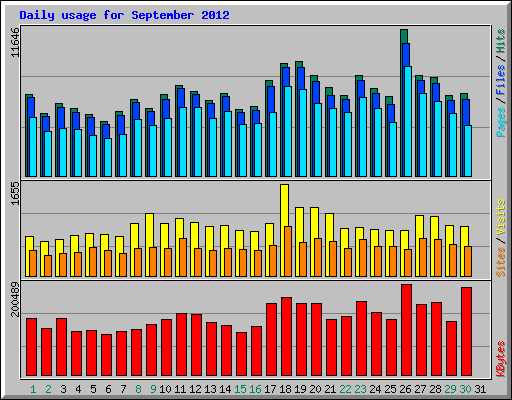 Daily usage for September 2012
11646
Pages / Files / Hits
1655
Sites / Visits
200489
KBytes
1 2 3 4 5 6 7 8 9 10 11 12 13 14 15 16 17 18 19 20 21 22 23 24 25 26 27 28 29 30 31